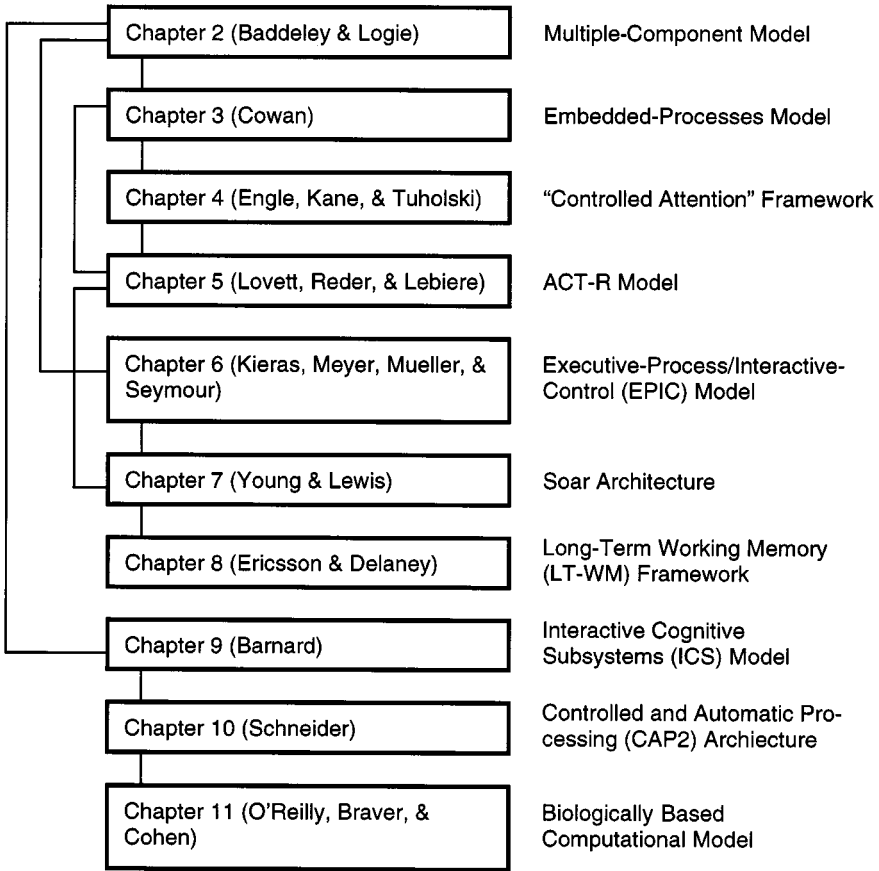 Chapter 2 (Baddeley & Logie)
Multiple-Component Model
Chapter 3 (Cowan)
Embedded-Processes Model
Chapter 4 (Engle, Kane, & Tuholski)
“Controlled Attention” Framework
Chapter 5 (Lovett, Reder, & Lebiere)
ACT-R Model
Chapter 6 (Kieras, Meyer, Mueller, &
Seymour)
Executive-Process/Interactive-
Control (EPIC) Model
Chapter 7 (Young & Lewis)
Soar Architecture
Chapter 8 (Ericsson & Delaney)
Long-Term Working Memory
(LT-WM) Framework
Chapter 9 (Barnard)
Interactive Cognitive
Subsystems (ICS) Model
Chapter 10 (Schneider)
Controlled and Automatic Pro-
cessing (CAP2) Archiecture
Chapter 11 (O'Reilly, Braver, &
Cohen)
Biologically Based
Computational Model